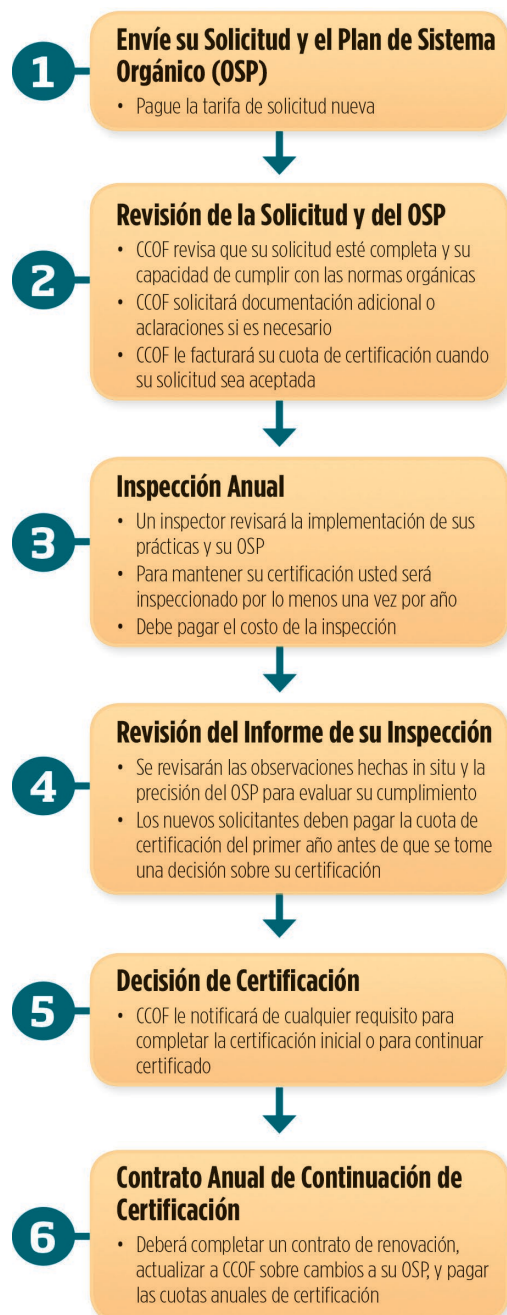 1
Envíe su Solicitud y el Plan de Sistema
Orgánico (OSP)
• Pague la tarifa de solicitud nueva
2
Revisión de la Solicitud y del OSP
• CCOF revisa que su solicitud esté completa y su
capacidad de cumplir con las normas orgánicas
• CCOF solicitará documentación adicional o
aclaraciones si es necesario
• CCOF le facturará su cuota de certificación cuando
su solicitud sea aceptada
3
Inspección Anual
• Un inspector revisará la implementación de sus
prácticas y su OSP
• Para mantener su certificación usted será
inspeccionado por lo menos una vez por año
• Debe pagar el costo de la inspección
4
Revisión del Informe de su Inspección
• Se revisarán las observaciones hechas in situ y la
precisión del OSP para evaluar su cumplimiento
• Los nuevos solicitantes deben pagar la cuota de
certificación del primer año antes de que se tome
una decisión sobre su certificación
5
Decisión de Certificación
• CCOF le notificará de cualquier requisito para
completar la certificación inicial o para continuar
certificado
6
Contrato Anual de Continuación de
Certificación
• Deberá completar un contrato de renovación,
actualizar a CCOF sobre cambios a su OSP, y pagar
las cuotas anuales de certificación